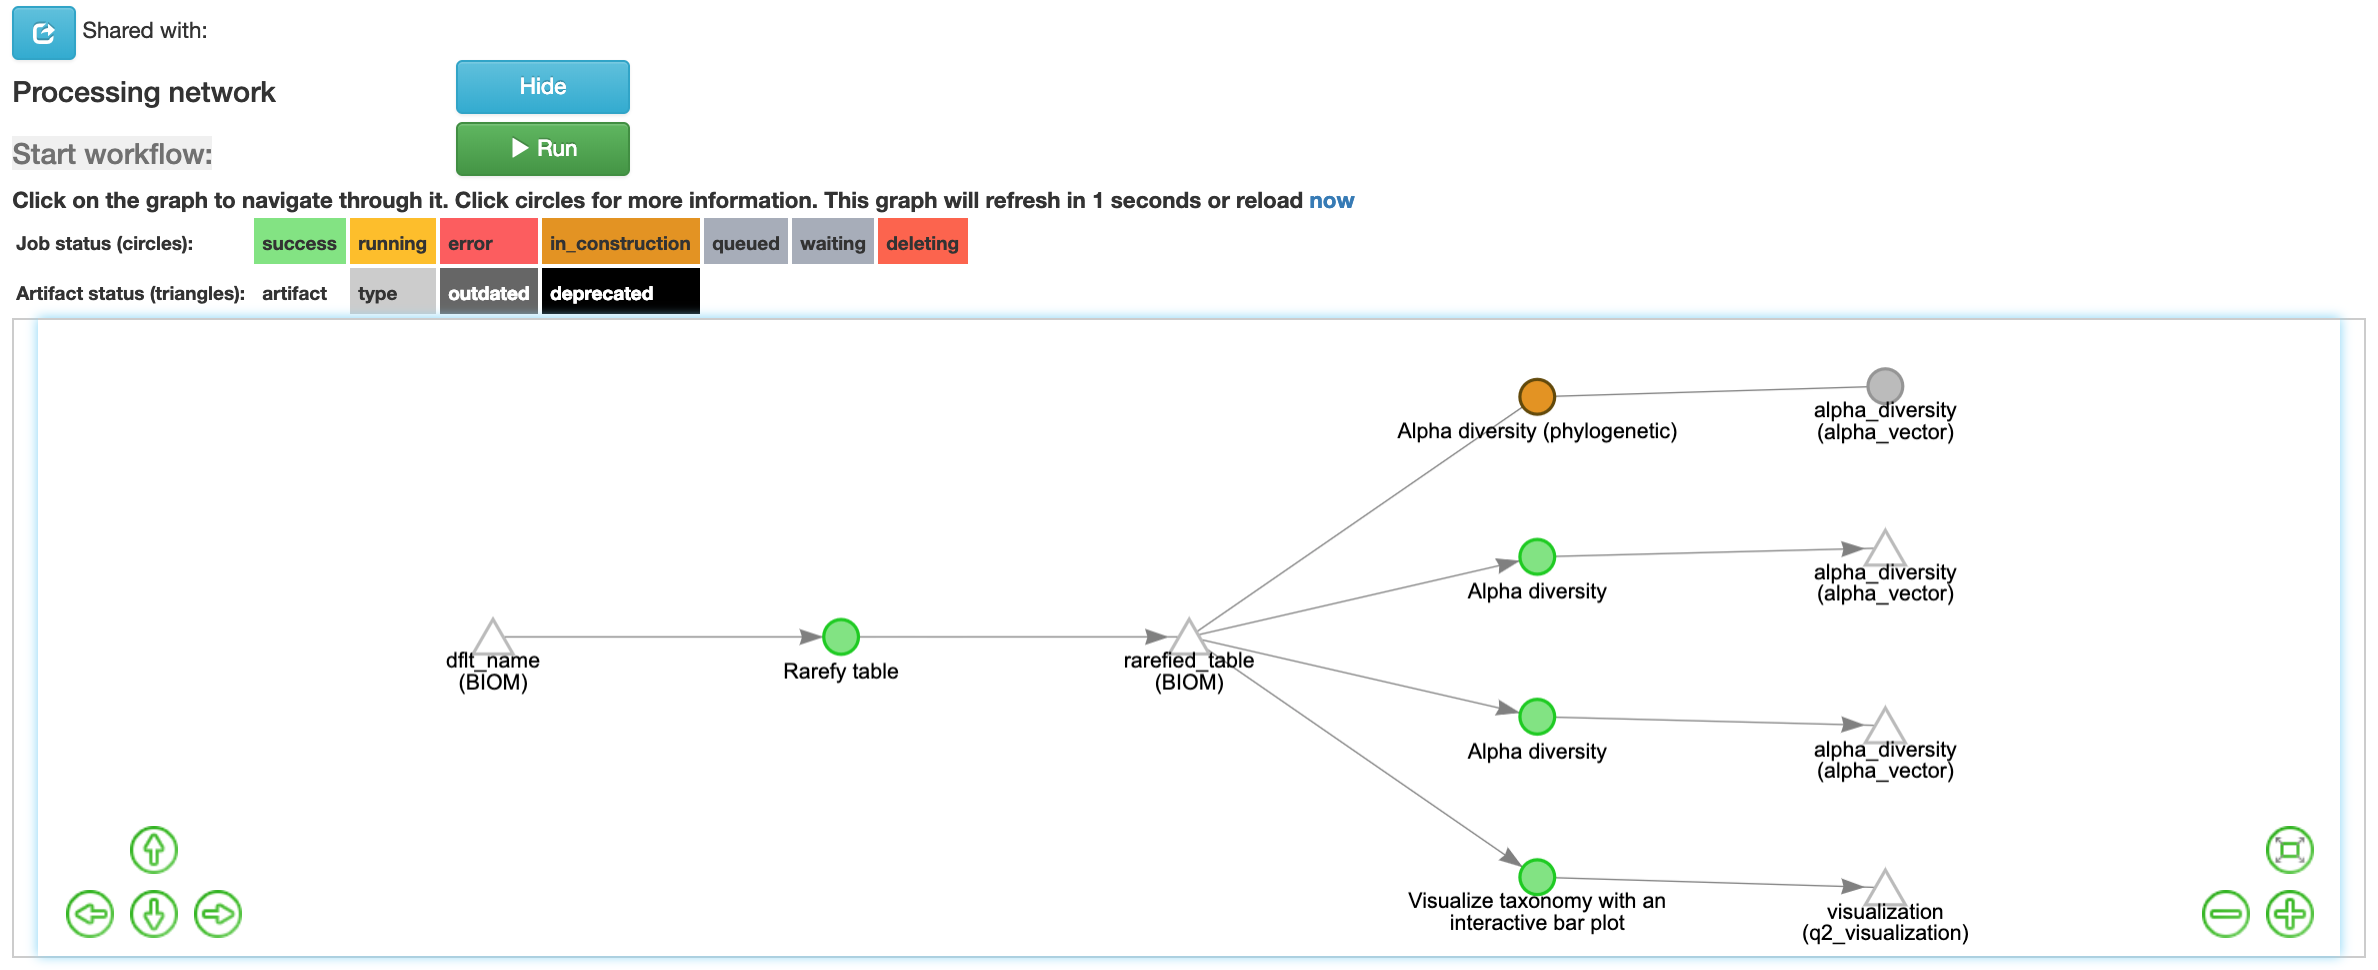 Shared with:
Processing network
Hide
Start workflow:
Run
Click on the graph to navigate through it. Click circles for more information. This graph will refresh in 1 seconds or reload now
Job status (circles): success running error in_construction queued waiting deleting
Artifact status (triangles): artifact type outdated deprecated
alpha_diversity
(alpha_vector)
Alpha diversity (phylogenetic)
alpha_diversity
(alpha_vector)
Alpha diversity
dflt_name
(BIOM)
Rarefy table
rarefied_table
(BIOM)
Alpha diversity
alpha_diversity
(alpha_vector)
Visualize taxonomy with an
interactive bar plot
visualization
(q2_visualization)